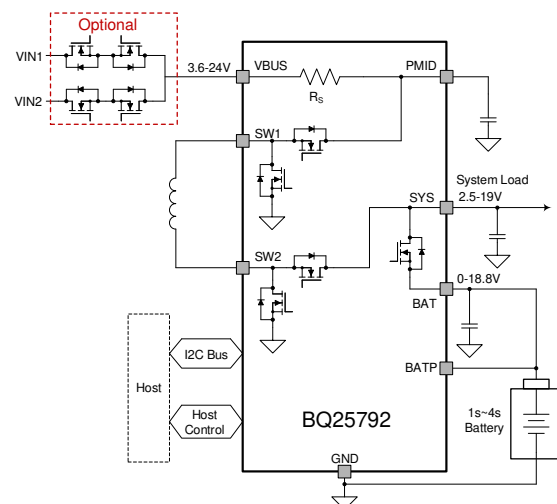 Optional
VIN1
VIN2
3.6-24V
VBUS
RS
PMID
SW1
System Load
2.5-19V
SYS
SW2
0-18.8V
BAT
I2C Bus
Host
BATP
Host
Control
BQ25792
1s~4s
Battery
GND